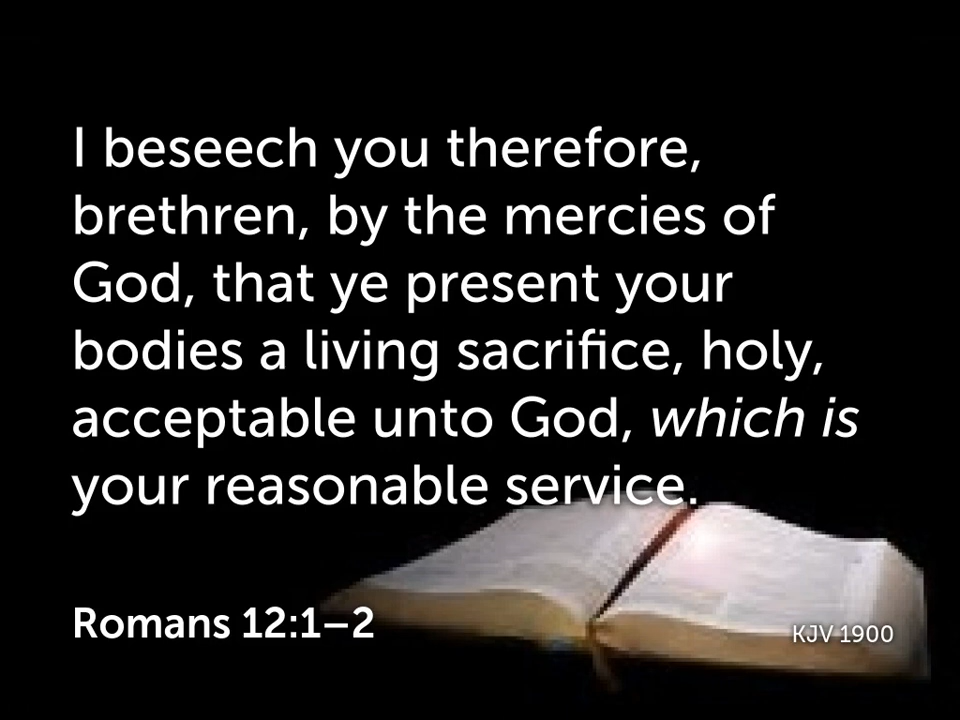 I beseech you therefore,
brethren, by the mercies of
God, that ye present your
bodies a living sacrifice, holy,
acceptable unto God, which is
your reasonable service.
Romans 12:1–2
KJV 1900